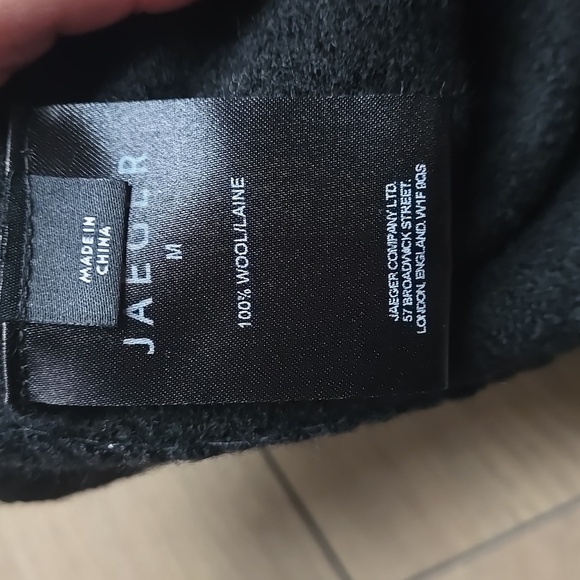 JAEGER
M
MADE IN
CHINA
100% WOOL/LAINE
JAEGER COMPANY LTD.
57 BROADWICK STREET.
LONDON, ENGLAND, W1F 9QS